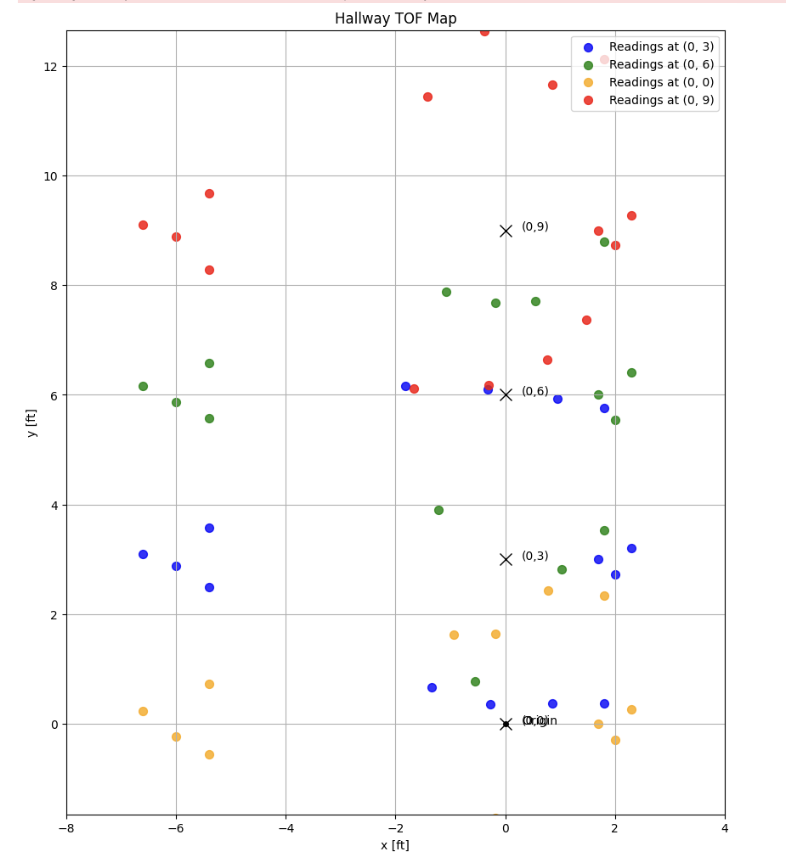 Hallway TOF Map
Readings at (0, 3)
Readings at (0, 6)
Readings at (0, 0)
Readings at (0, 9)
12
10
(0,9)
8
6
(0,6)
y [ft]
4
(0,3)
2
0
−8 −6 −4 −2 0 2 4
x [ft]